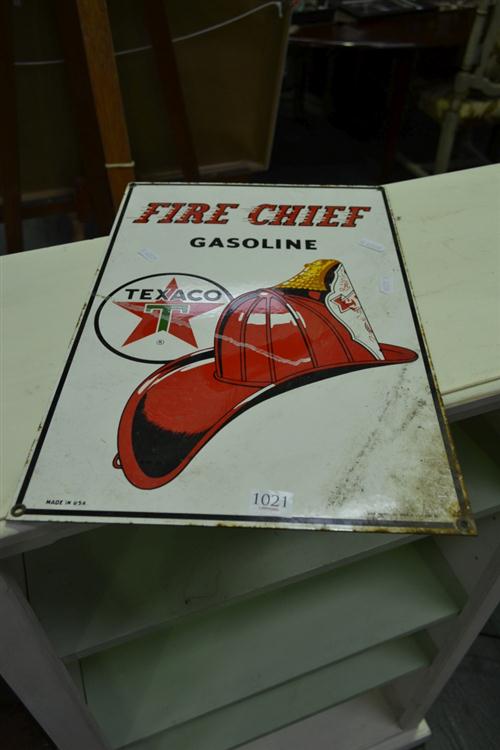 FIRE CHIEF
GASOLINE
TEXACO
T
®
MADE IN USA
1021